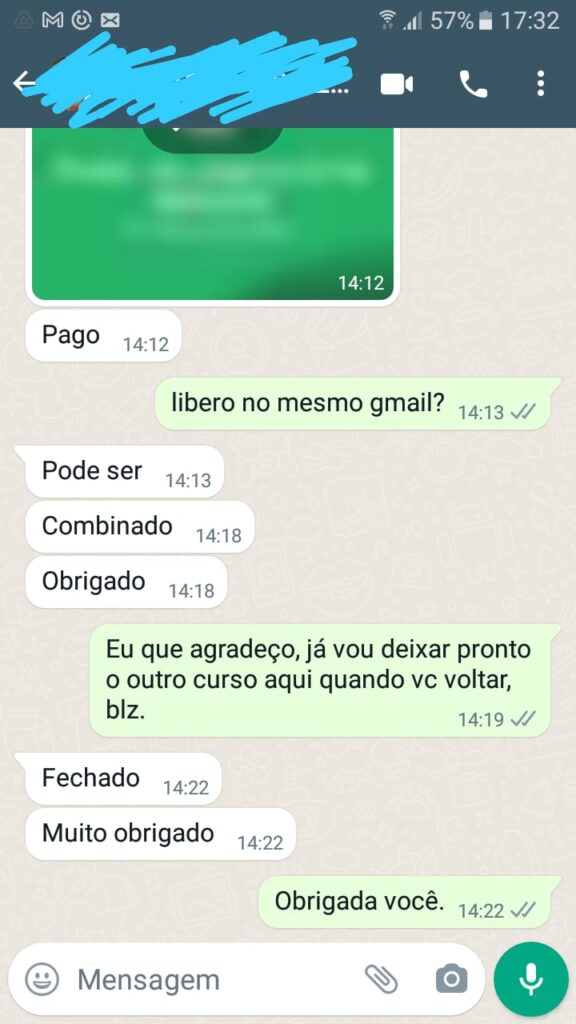 57% 17:32
...
14:12
Pago 14:12
libero no mesmo gmail? 14:13
Pode ser 14:13
Combinado 14:18
Obrigado 14:18
Eu que agradeço, já vou deixar pronto
o outro curso aqui quando vc voltar,
blz. 14:19
Fechado 14:22
Muito obrigado 14:22
Obrigada você. 14:22
Mensagem